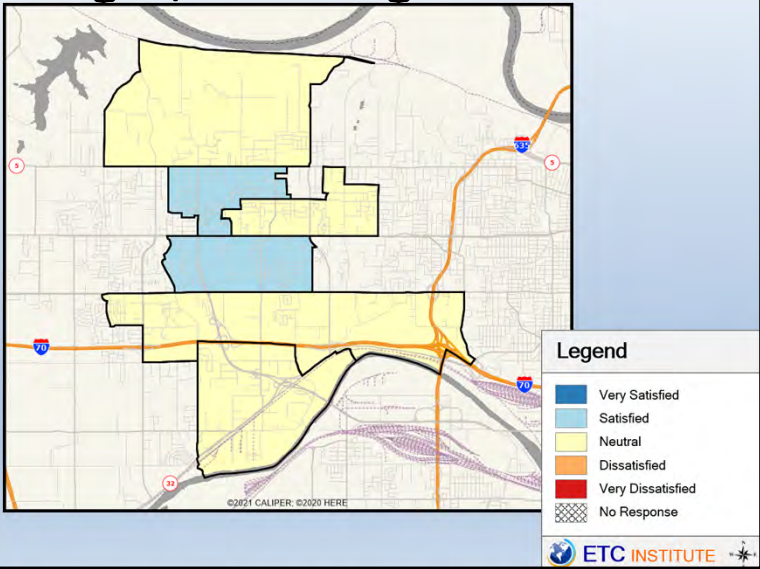 635
5
5
70
70
32
©2021 CALIPER; ©2020 HERE
Legend
Very Satisfied
Satisfied
Neutral
Dissatisfied
Very Dissatisfied
No Response
ETC INSTITUTE